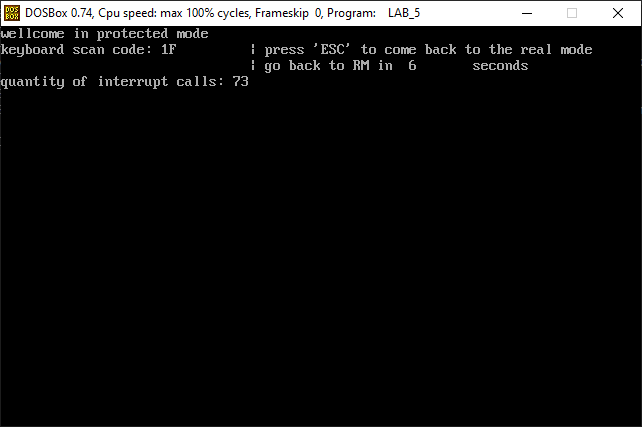 DOSBox 0.74, Cpu speed: max 100% cycles, Frameskip 0, Program: LAB_5
wellcome in protected mode
keyboard scan code: 1F | press 'ESC' to come back to the real mode
| go back to RM in 6 seconds
quantity of interrupt calls: 73